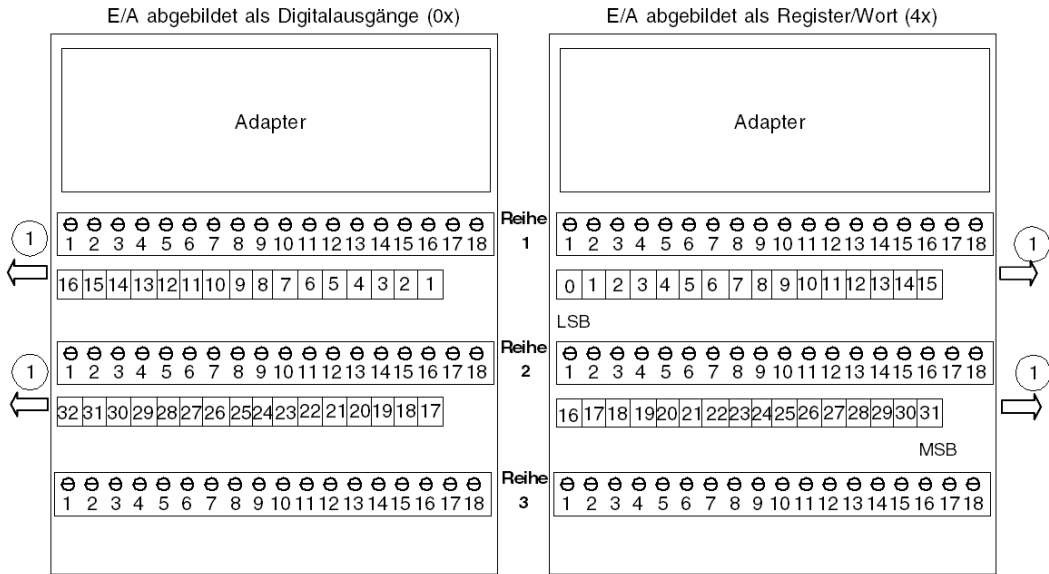 E/A abgebildet als Digitalausgänge (0x)
E/A abgebildet als Register/Wort (4x)
Adapter
Adapter
Reihe
1
1 2 3 4 5 6 7 8 9 10 11 12 13 14 15 16 17 18
1 2 3 4 5 6 7 8 9 10 11 12 13 14 15 16 17 18
1
1
16 15 14 13 12 11 10 9 8 7 6 5 4 3 2 1
0 1 2 3 4 5 6 7 8 9 10 11 12 13 14 15
LSB
Reihe
2
1 2 3 4 5 6 7 8 9 10 11 12 13 14 15 16 17 18
1 2 3 4 5 6 7 8 9 10 11 12 13 14 15 16 17 18
1
1
32 31 30 29 28 27 26 25 24 23 22 21 20 19 18 17
16 17 18 19 20 21 22 23 24 25 26 27 28 29 30 31
MSB
Reihe
3
1 2 3 4 5 6 7 8 9 10 11 12 13 14 15 16 17 18
1 2 3 4 5 6 7 8 9 10 11 12 13 14 15 16 17 18